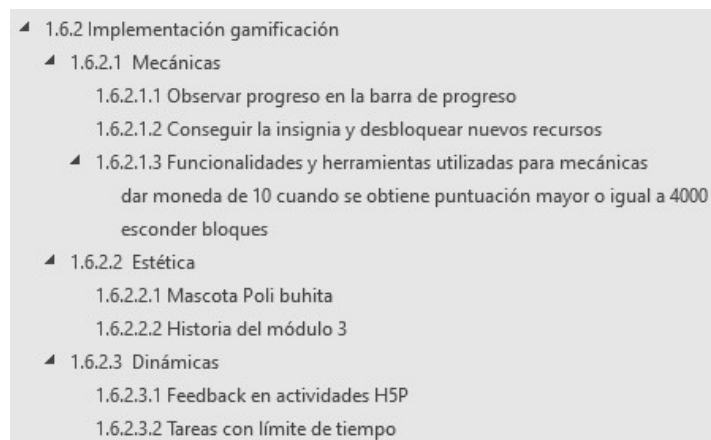 1.6.2 Implementación gamificación
1.6.2.1 Mecánicas
1.6.2.1.1 Observar progreso en la barra de progreso
1.6.2.1.2 Conseguir la insignia y desbloquear nuevos recursos
1.6.2.1.3 Funcionalidades y herramientas utilizadas para mecánicas
dar moneda de 10 cuando se obtiene puntuación mayor o igual a 4000
esconder bloques
1.6.2.2 Estética
1.6.2.2.1 Mascota Poli buhita
1.6.2.2.2 Historia del módulo 3
1.6.2.3 Dinámicas
1.6.2.3.1 Feedback en actividades H5P
1.6.2.3.2 Tareas con límite de tiempo